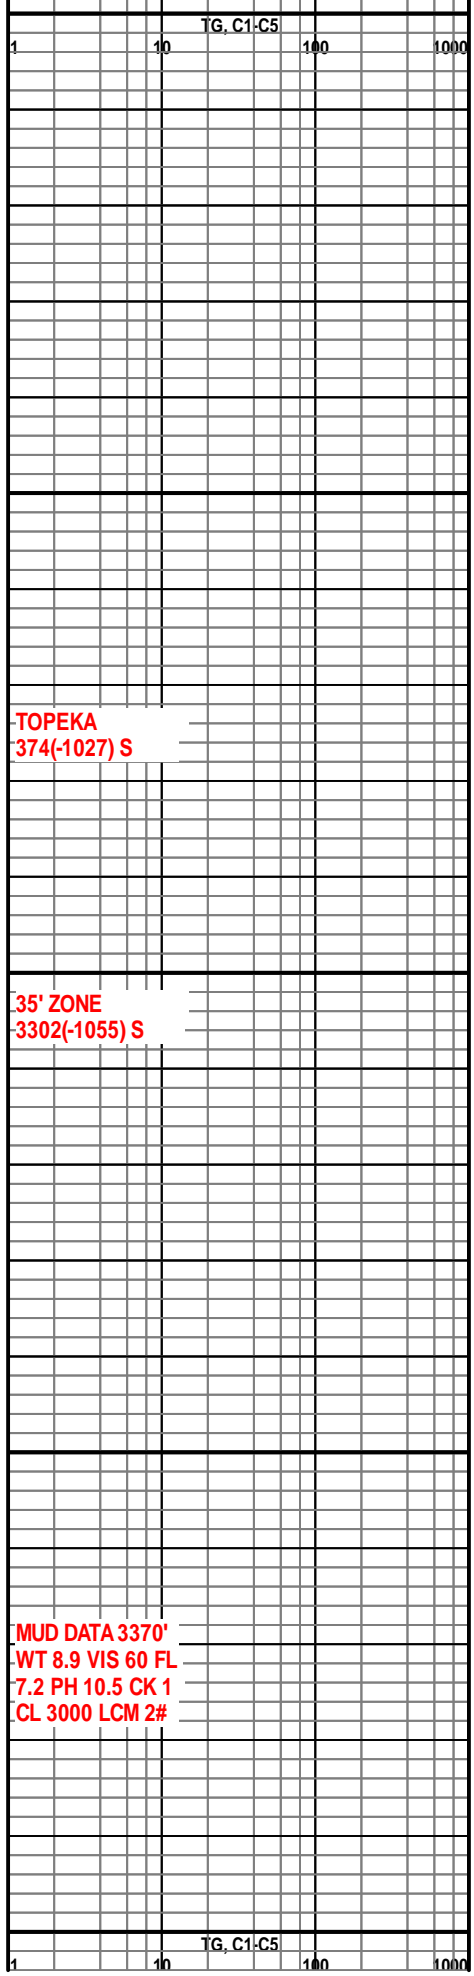 TG, C1-C5
1 10 100 1000
TOPEKA
374(-1027) S
35' ZONE
3302(-1055) S
MUD DATA 3370'
WT 8.9 VIS 60 FL
7.2 PH 10.5 CK 1
CL 3000 LCM 2#
TG, C1-C5
1 10 100 1000